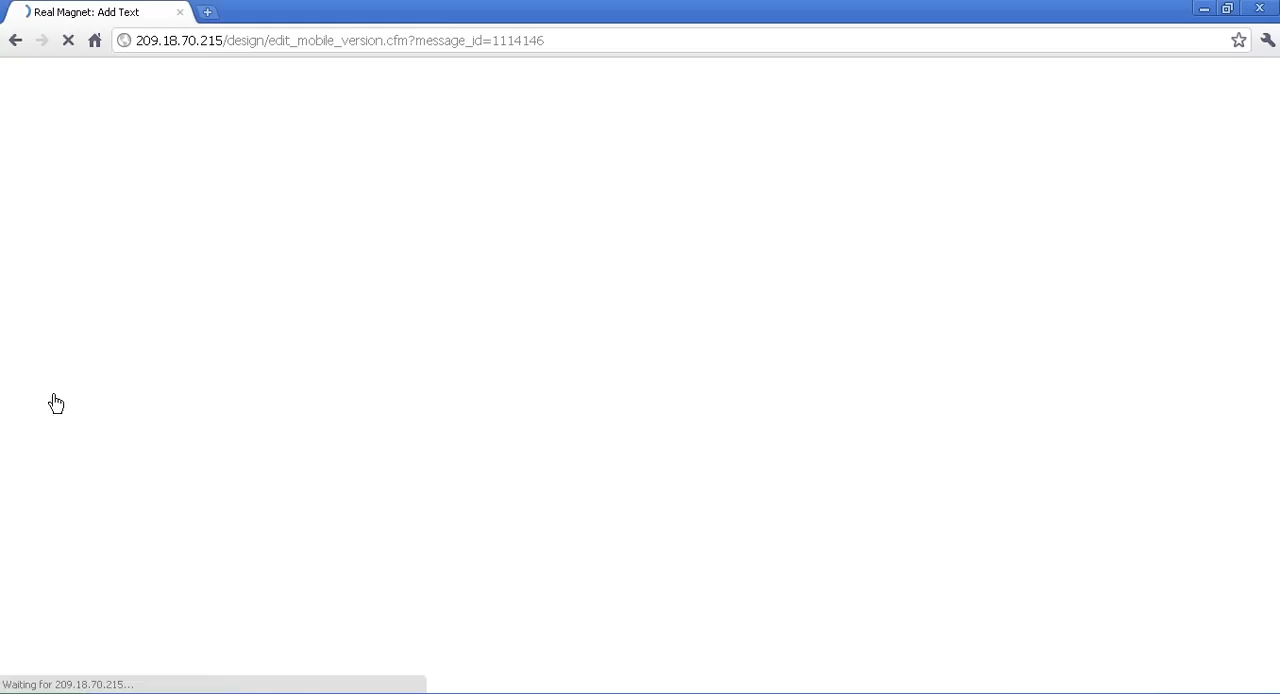 Real Magnet: Add Text
209.18.70.215/design/edit_mobile_version.cfm?message_id=1114146
Waiting for 209.18.70.215...